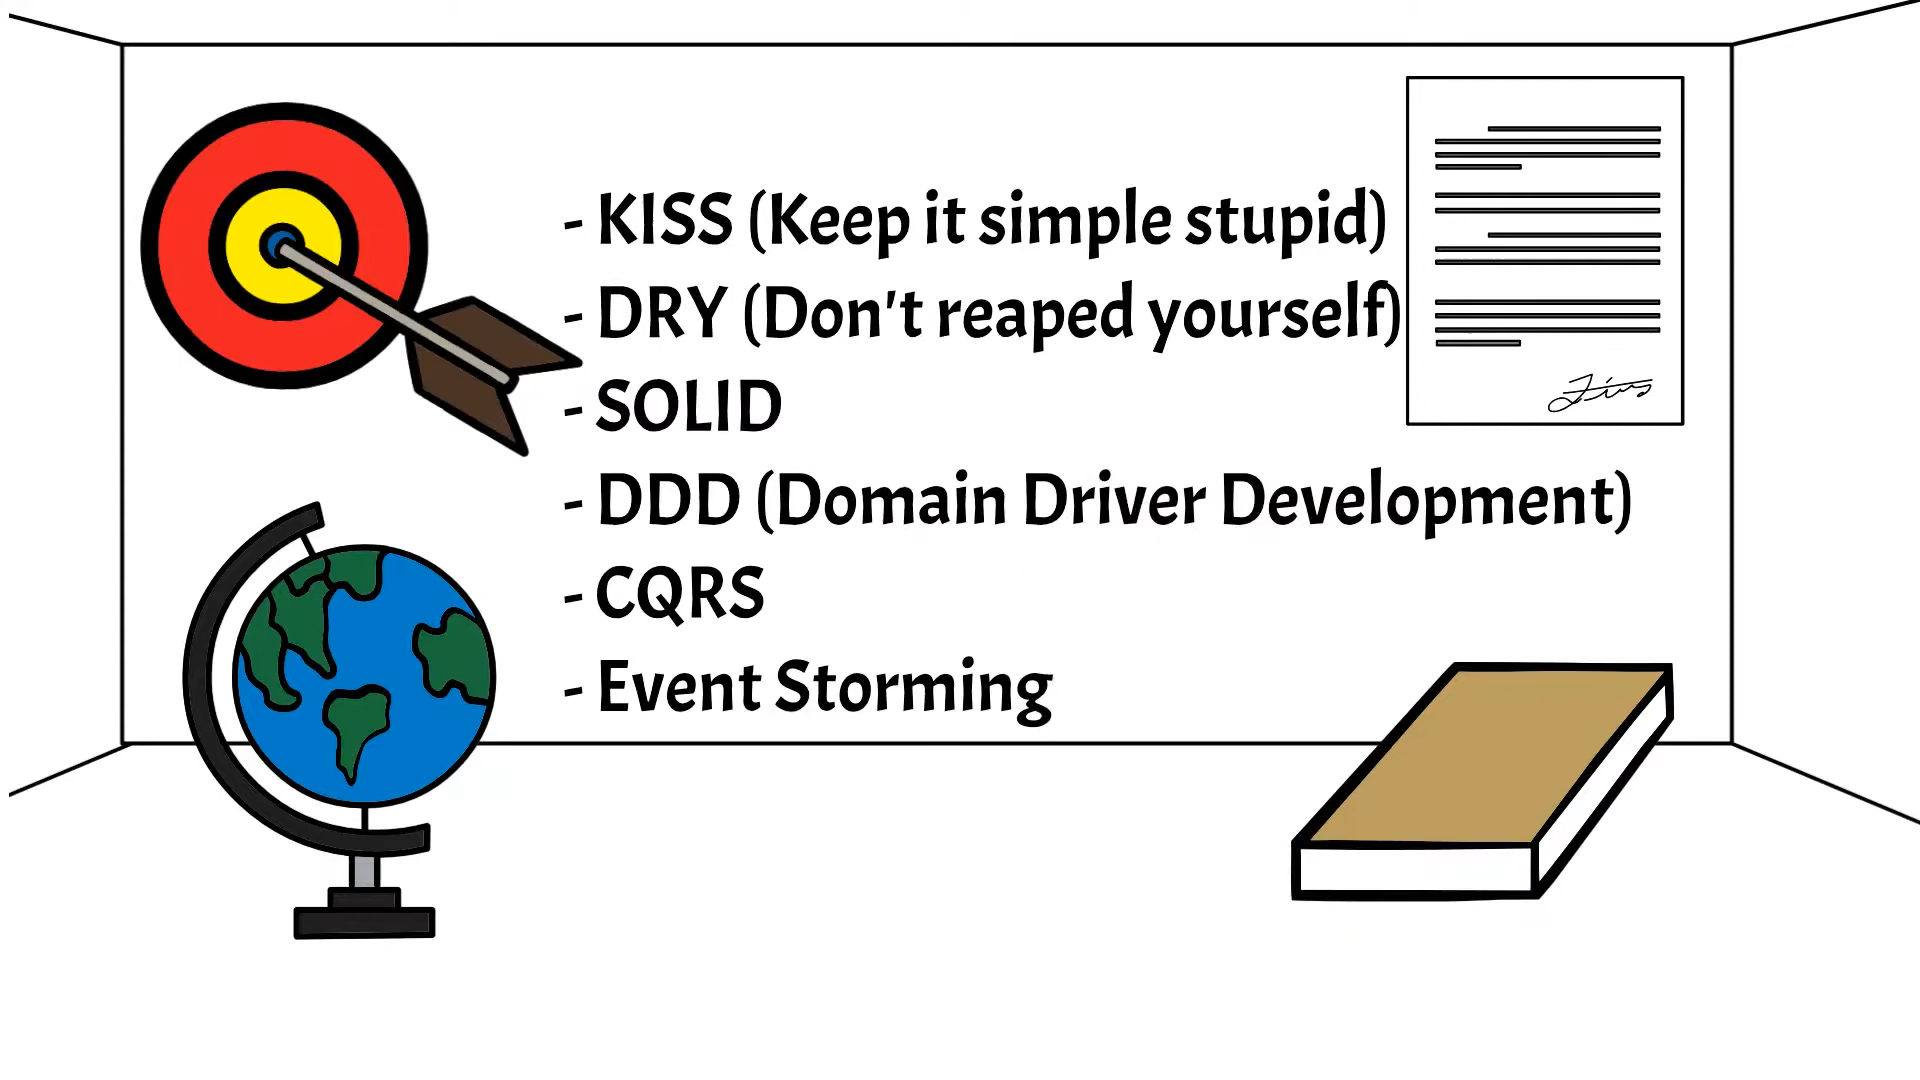 - KISS (Keep it simple stupid)
- DRY (Don't reaped yourself)
- SOLID
- DDD (Domain Driver Development)
- CQRS
- Event Storming